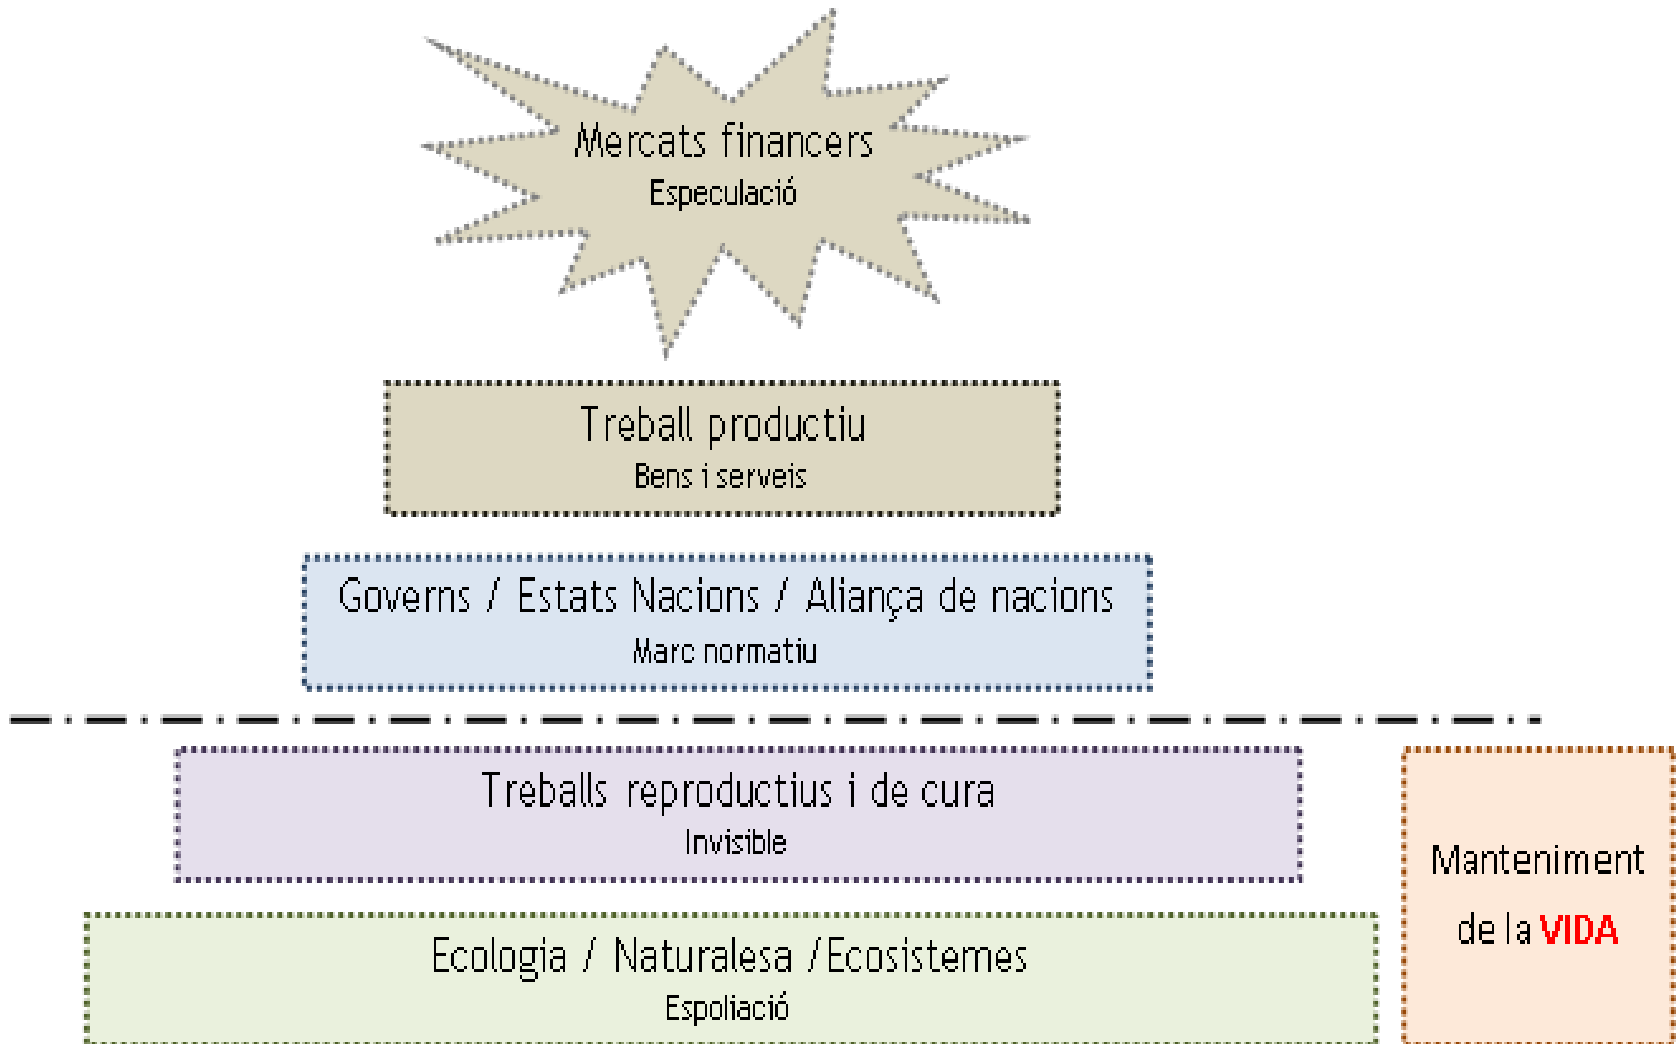 Mercats financers
Especulació
Treball productiu
Bens i serveis
Governs / Estats Nacions / Aliança de nacions
Marc normatiu
Treballs reproductius i de cura
Invisible
Ecologia / Naturalesa /Ecosistemes
Espoliació
Manteniment
de la VIDA